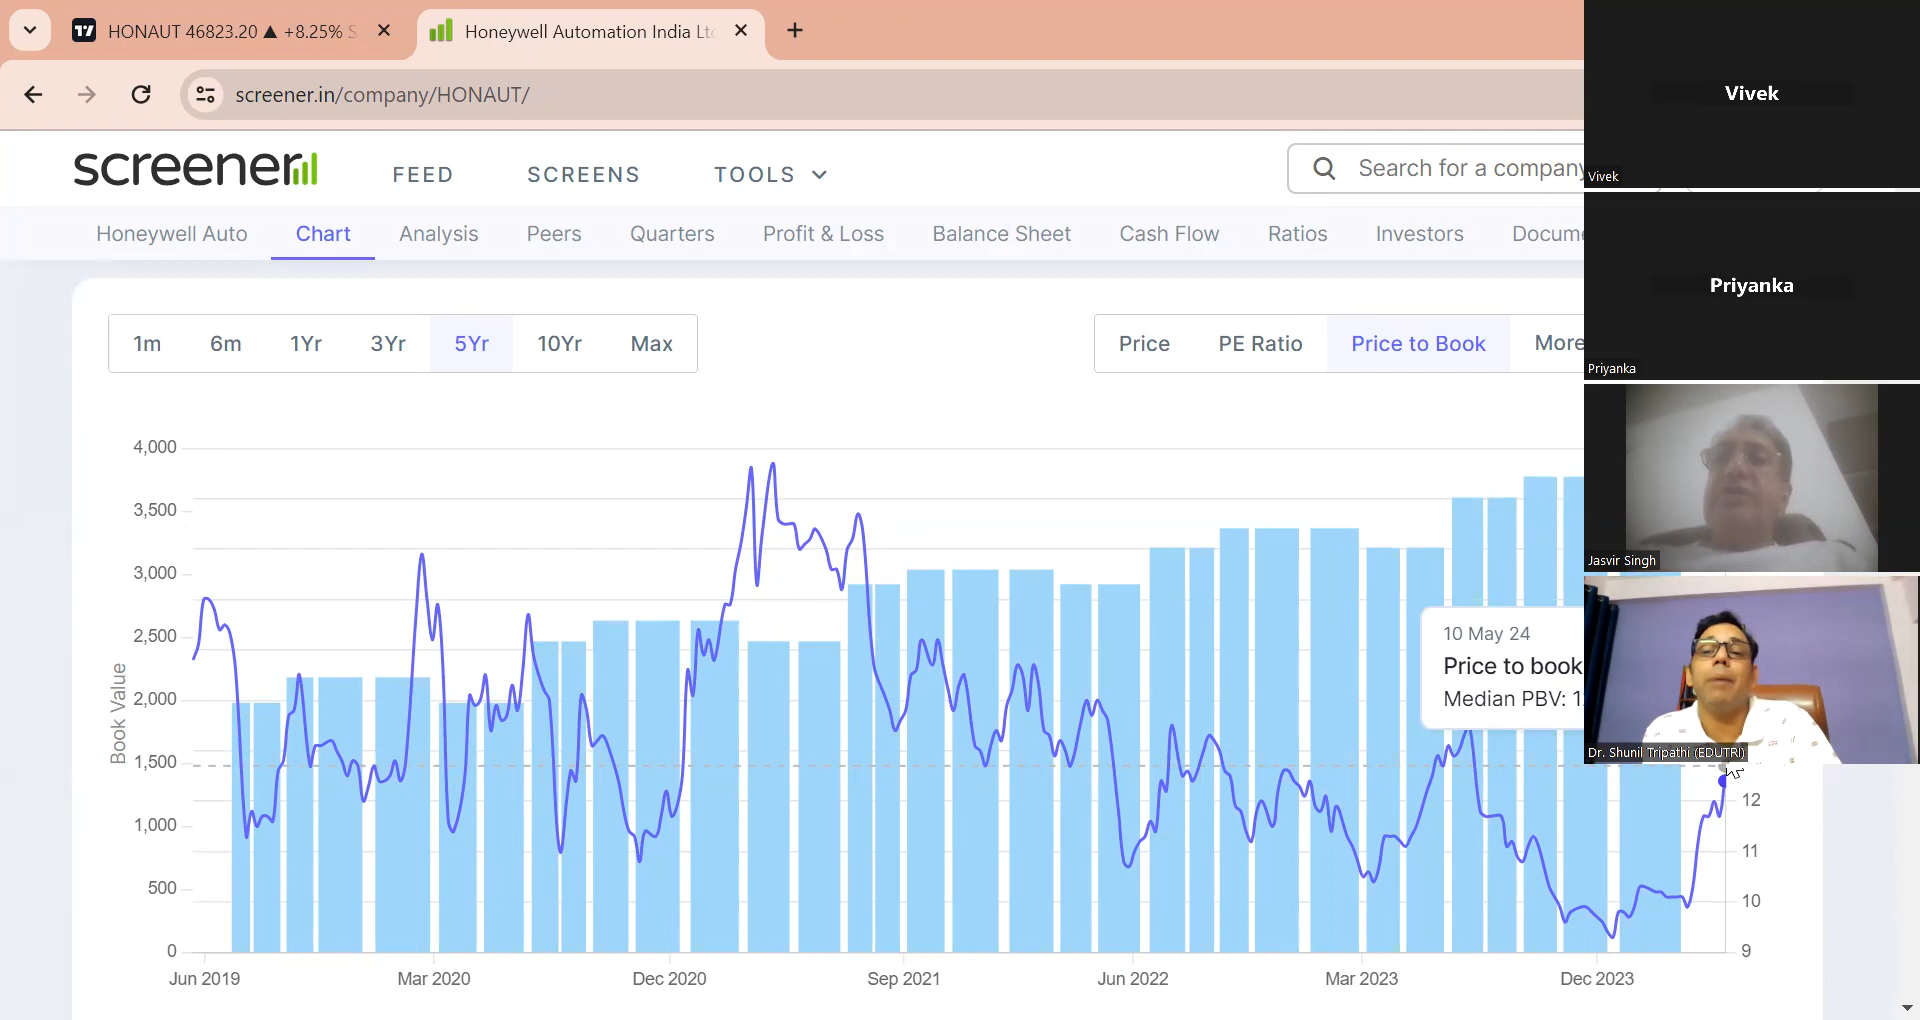 HONAUT 46823.20 ▲ +8.25%
Honeywell Automation India
screener.in/company/HONAUT/
screener
FEED
SCREENS
TOOLS
Search for a company
Honeywell Auto
Chart
Analysis
Peers
Quarters
Profit & Loss
Balance Sheet
Cash Flow
Ratios
Investors
1m
6m
1Yr
3Yr
5Yr
10Yr
Max
Price
PE Ratio
Price to Book
More
4,000
3,500
3,000
2,500
2,000
1,500
1,000
500
0
Book Value
10 May 24
Price to book
Median PBV:
12
11
10
9
Jun 2019
Mar 2020
Dec 2020
Sep 2021
Jun 2022
Mar 2023
Dec 2023
Vivek
Vivek
Priyanka
Priyanka
Jasvir Singh
Dr. Shunil Tripathi (EDUTRI)